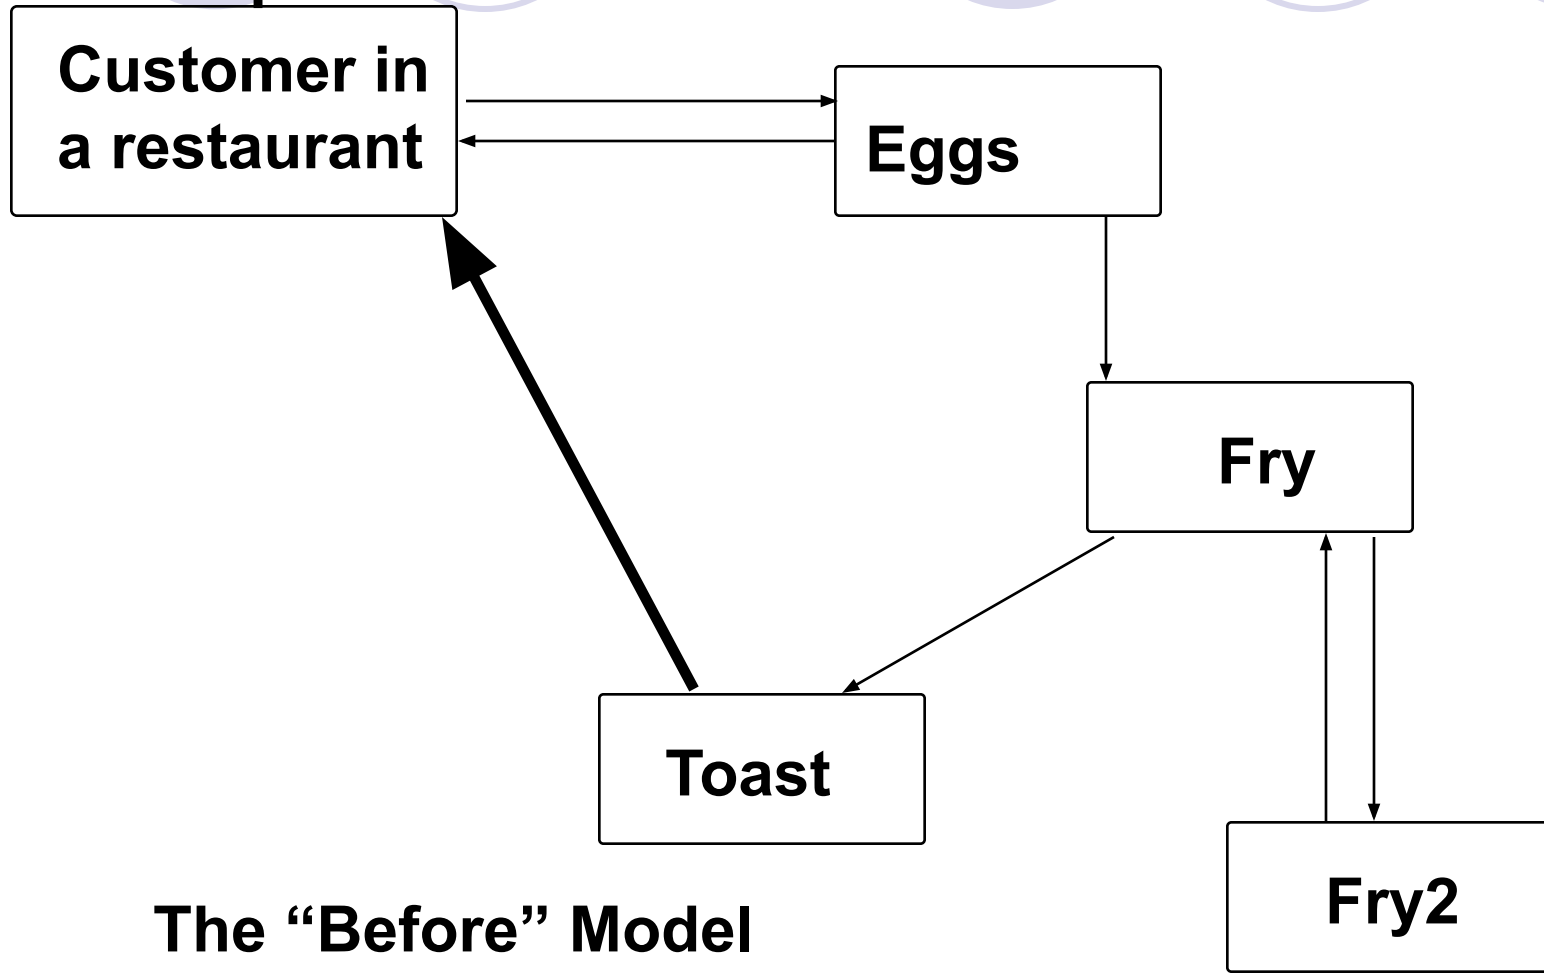 Customer in
a restaurant
Eggs
Fry
Toast
Fry2
The “Before” Model